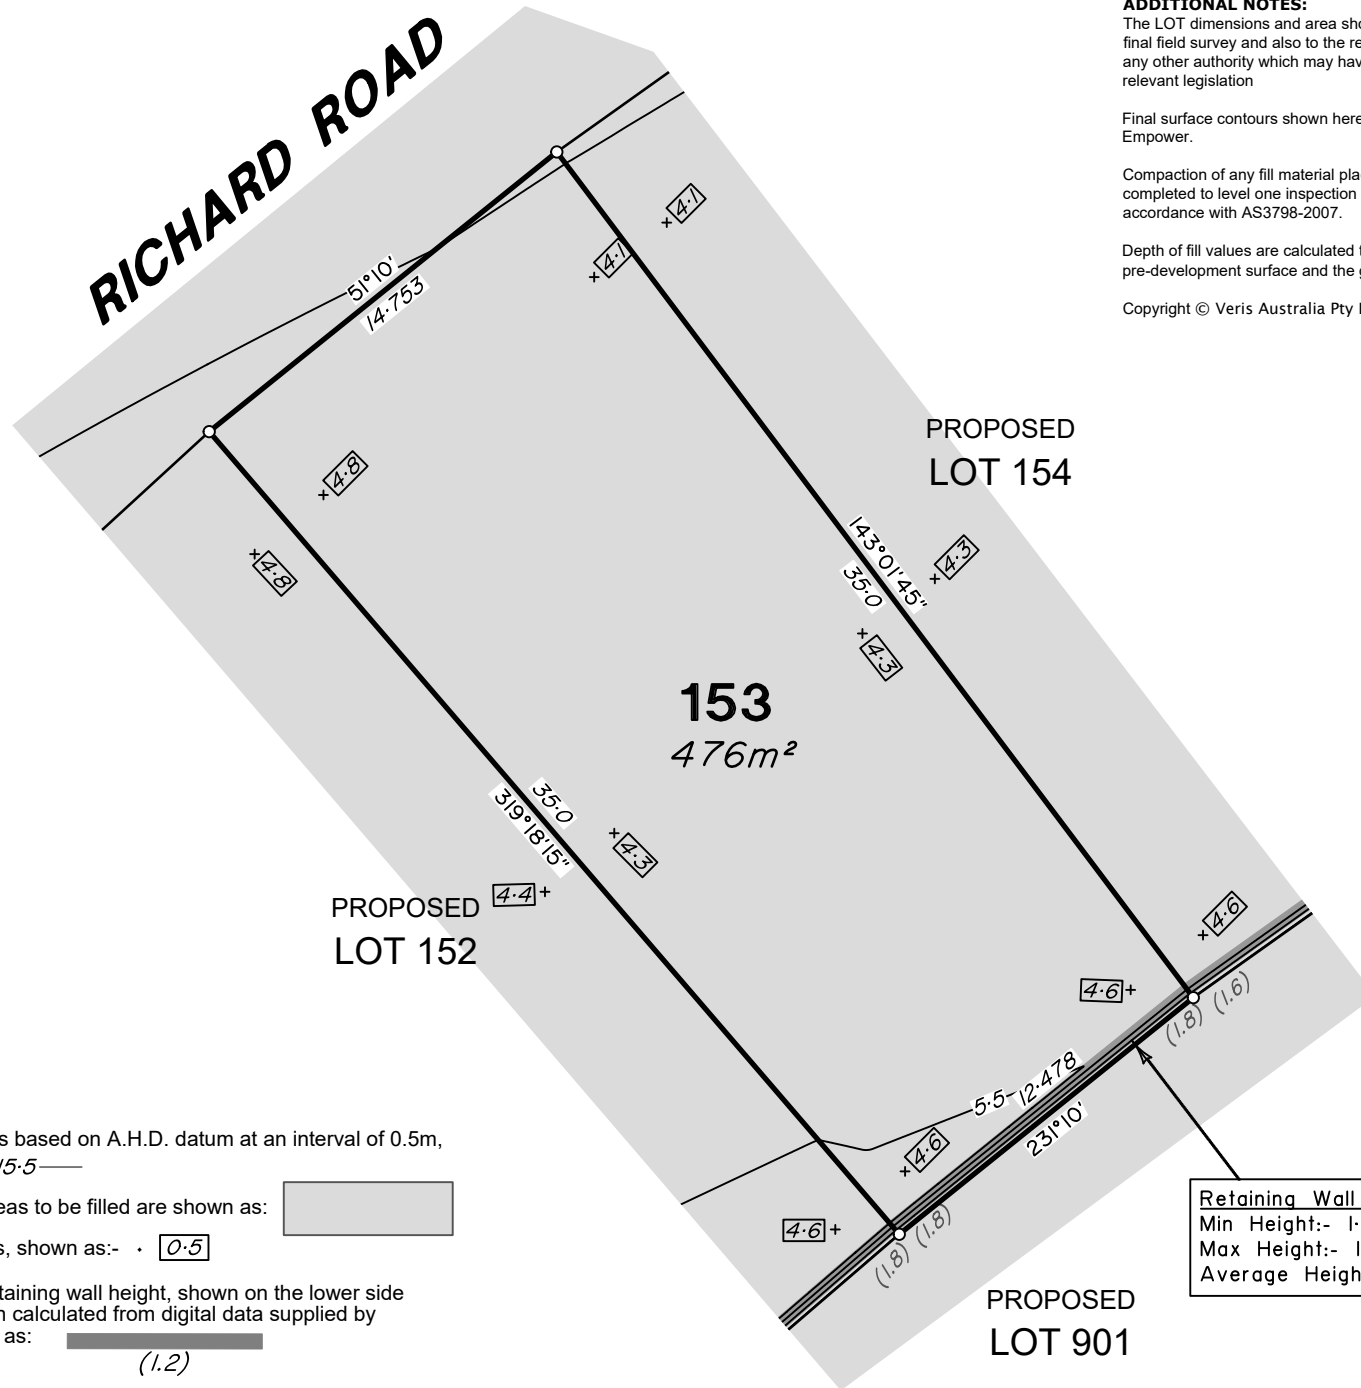 ADDITIONAL NOTES:
The LOT dimensions and area sho
final field survey and also to the re
any other authority which may hav
relevant legislation
Final surface contours shown here
Empower.
Compaction of any fill material plac
completed to level one inspection
accordance with AS3798-2007.
Depth of fill values are calculated t
pre-development surface and the g
Copyright © Veris Australia Pty
RICHARD ROAD
51°10'
14·753
4·1
4·1
4·8
4·8
PROPOSED
LOT 154
143°01'45"
35·0
4·3
4·3
153
476m²
35·0
319°18'15"
4·3
4·4
PROPOSED
LOT 152
4·6
4·6
(1.8) (1.6)
5·5
12·478
231°10'
4·6
4·6
(1.8) (1.8)
PROPOSED
LOT 901
Retaining Wall
Min Height:- 1·
Max Height:- 1
Average Heigh
s based on A.H.D. datum at an interval of 0.5m,
15·5
eas to be filled are shown as:
s, shown as:- 0·5
taining wall height, shown on the lower side
n calculated from digital data supplied by
as:
(1.2)